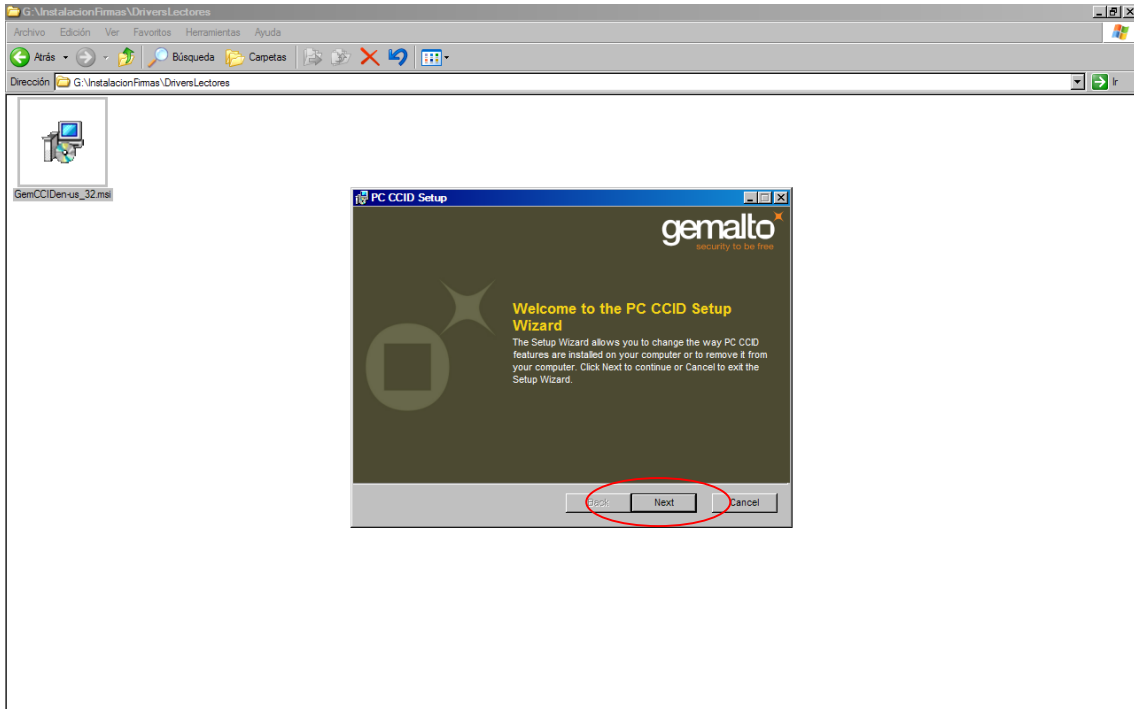 G:\InstalacionFirmas\DriversLectores
Archivo Edición Ver Favoritos Herramientas Ayuda
Atrás Búsqueda Carpetas
Dirección G:\InstalacionFirmas\DriversLectores Ir
GemCCIDen-us_32.msi
PC CCID Setup
gemalto
security to be free
Welcome to the PC CCID Setup
Wizard
The Setup Wizard allows you to change the way PC CCID
features are installed on your computer or to remove it from
your computer. Click Next to continue or Cancel to exit the
Setup Wizard.
Back Next Cancel